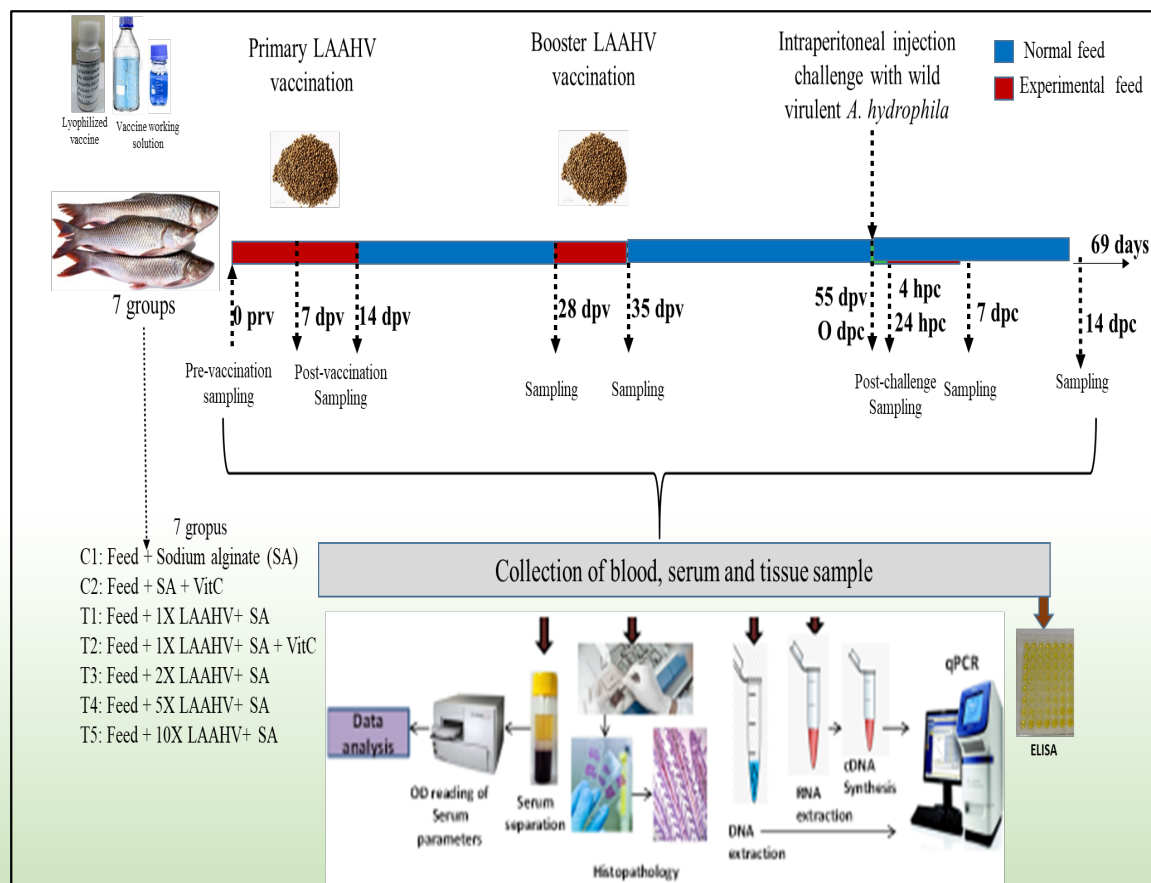 Primary LAAHV
vaccination
Booster LAAHV
vaccination
Intraperitoneal injection
challenge with wild
virulent A. hydrophila
Normal feed
Experimental feed
Lyophilized
vaccine
Vaccine working
solution
7 groups
0 prv
7 dpv
14 dpv
28 dpv
35 dpv
55 dpv
O dpc
4 hpc
24 hpc
7 dpc
14 dpc
69 days
Pre-vaccination
sampling
Post-vaccination
Sampling
Sampling
Sampling
Post-challenge
Sampling
Sampling
Sampling
7 gropus
C1: Feed + Sodium alginate (SA)
C2: Feed + SA + VitC
T1: Feed + 1X LAAHV+ SA
T2: Feed + 1X LAAHV+ SA + VitC
T3: Feed + 2X LAAHV+ SA
T4: Feed + 5X LAAHV+ SA
T5: Feed + 10X LAAHV+ SA
Collection of blood, serum and tissue sample
Data
analysis
OD reading of
Serum
parameters
Serum
separation
Histopathology
DNA
extraction
RNA
extraction
cDNA
Synthesis
qPCR
ELISA